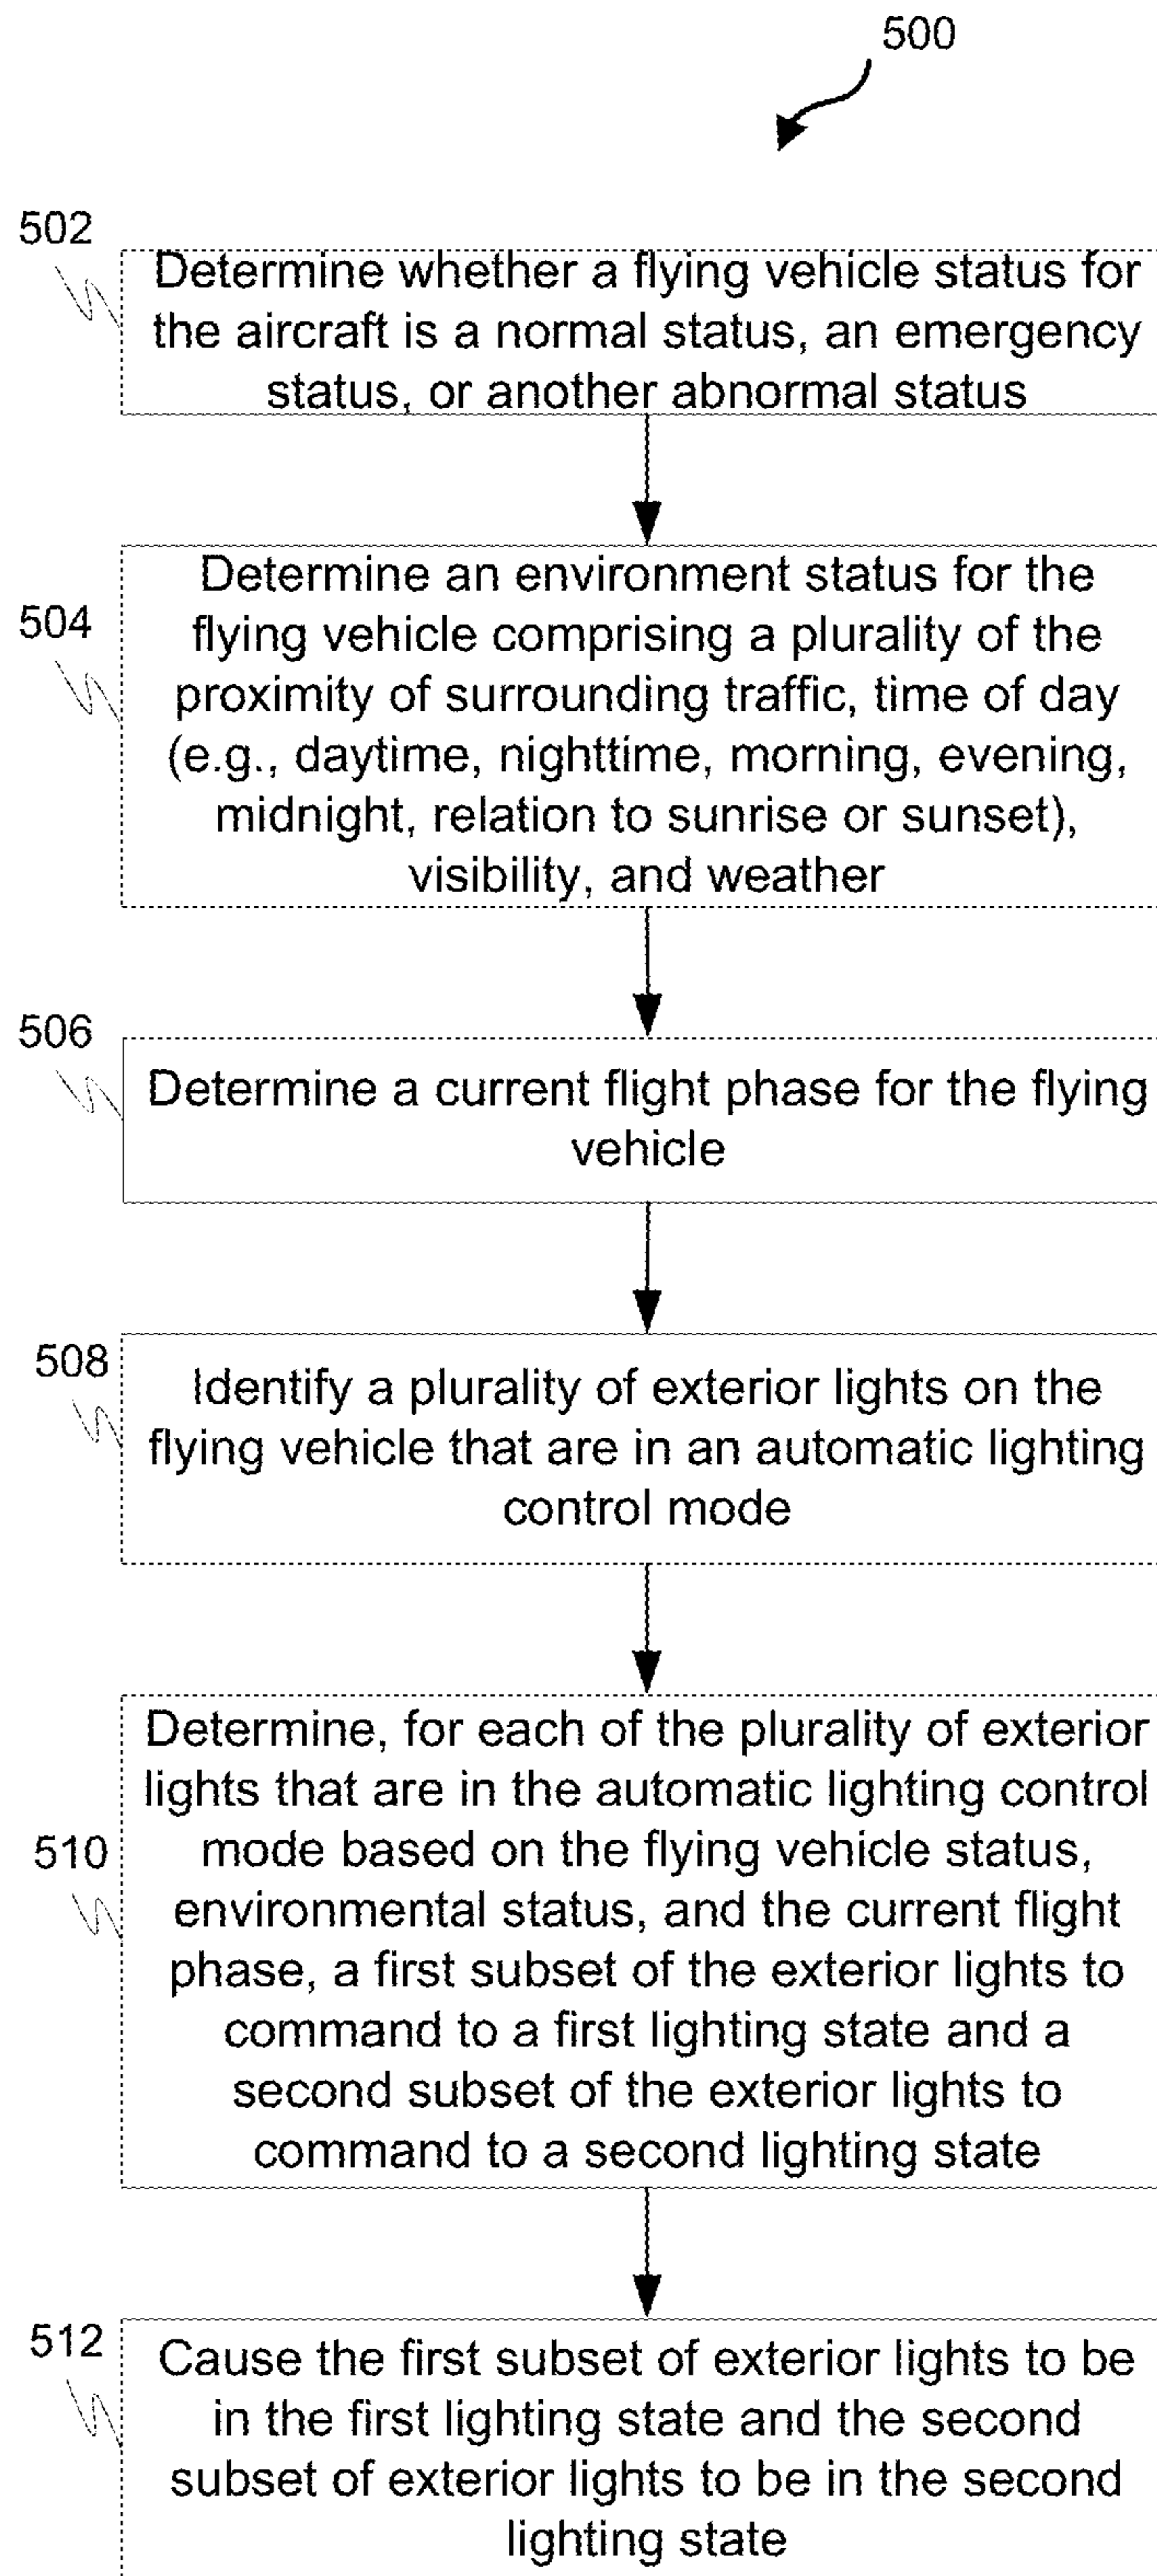 500
502
Determine whether a flying vehicle status for
the aircraft is a normal status, an emergency
status, or another abnormal status
504
Determine an environment status for the
flying vehicle comprising a plurality of the
proximity of surrounding traffic, time of day
(e.g., daytime, nighttime, morning, evening,
midnight, relation to sunrise or sunset),
visibility, and weather
506
Determine a current flight phase for the flying
vehicle
508
Identify a plurality of exterior lights on the
flying vehicle that are in an automatic lighting
control mode
510
Determine, for each of the plurality of exterior
lights that are in the automatic lighting control
mode based on the flying vehicle status,
environmental status, and the current flight
phase, a first subset of the exterior lights to
command to a first lighting state and a
second subset of the exterior lights to
command to a second lighting state
512
Cause the first subset of exterior lights to be
in the first lighting state and the second
subset of exterior lights to be in the second
lighting state